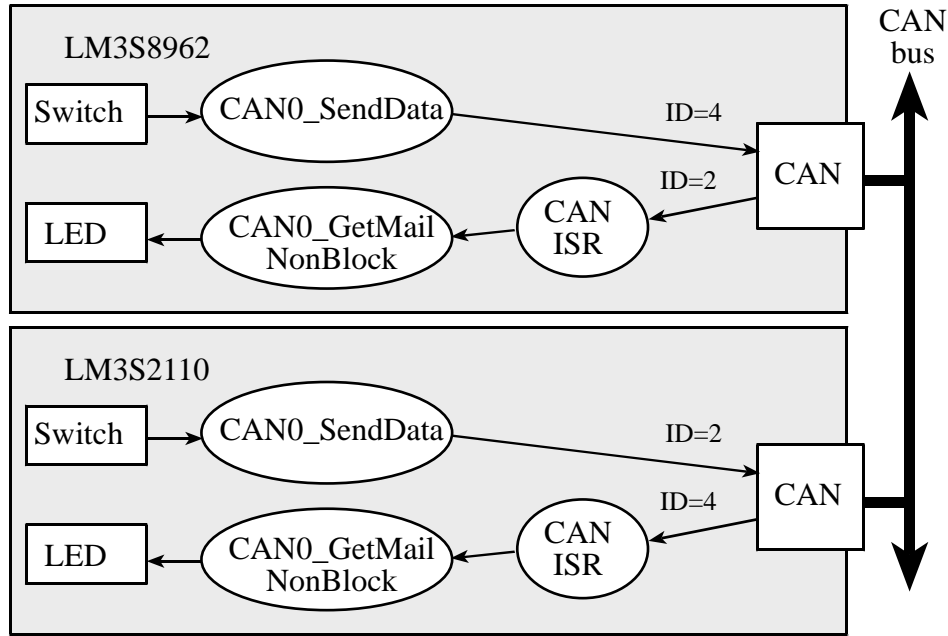 CAN
bus
LM3S8962
Switch
CAN0_SendData
ID=4
CAN
ID=2
LED
CAN0_GetMail
NonBlock
CAN
ISR
LM3S2110
Switch
CAN0_SendData
ID=2
CAN
ID=4
LED
CAN0_GetMail
NonBlock
CAN
ISR